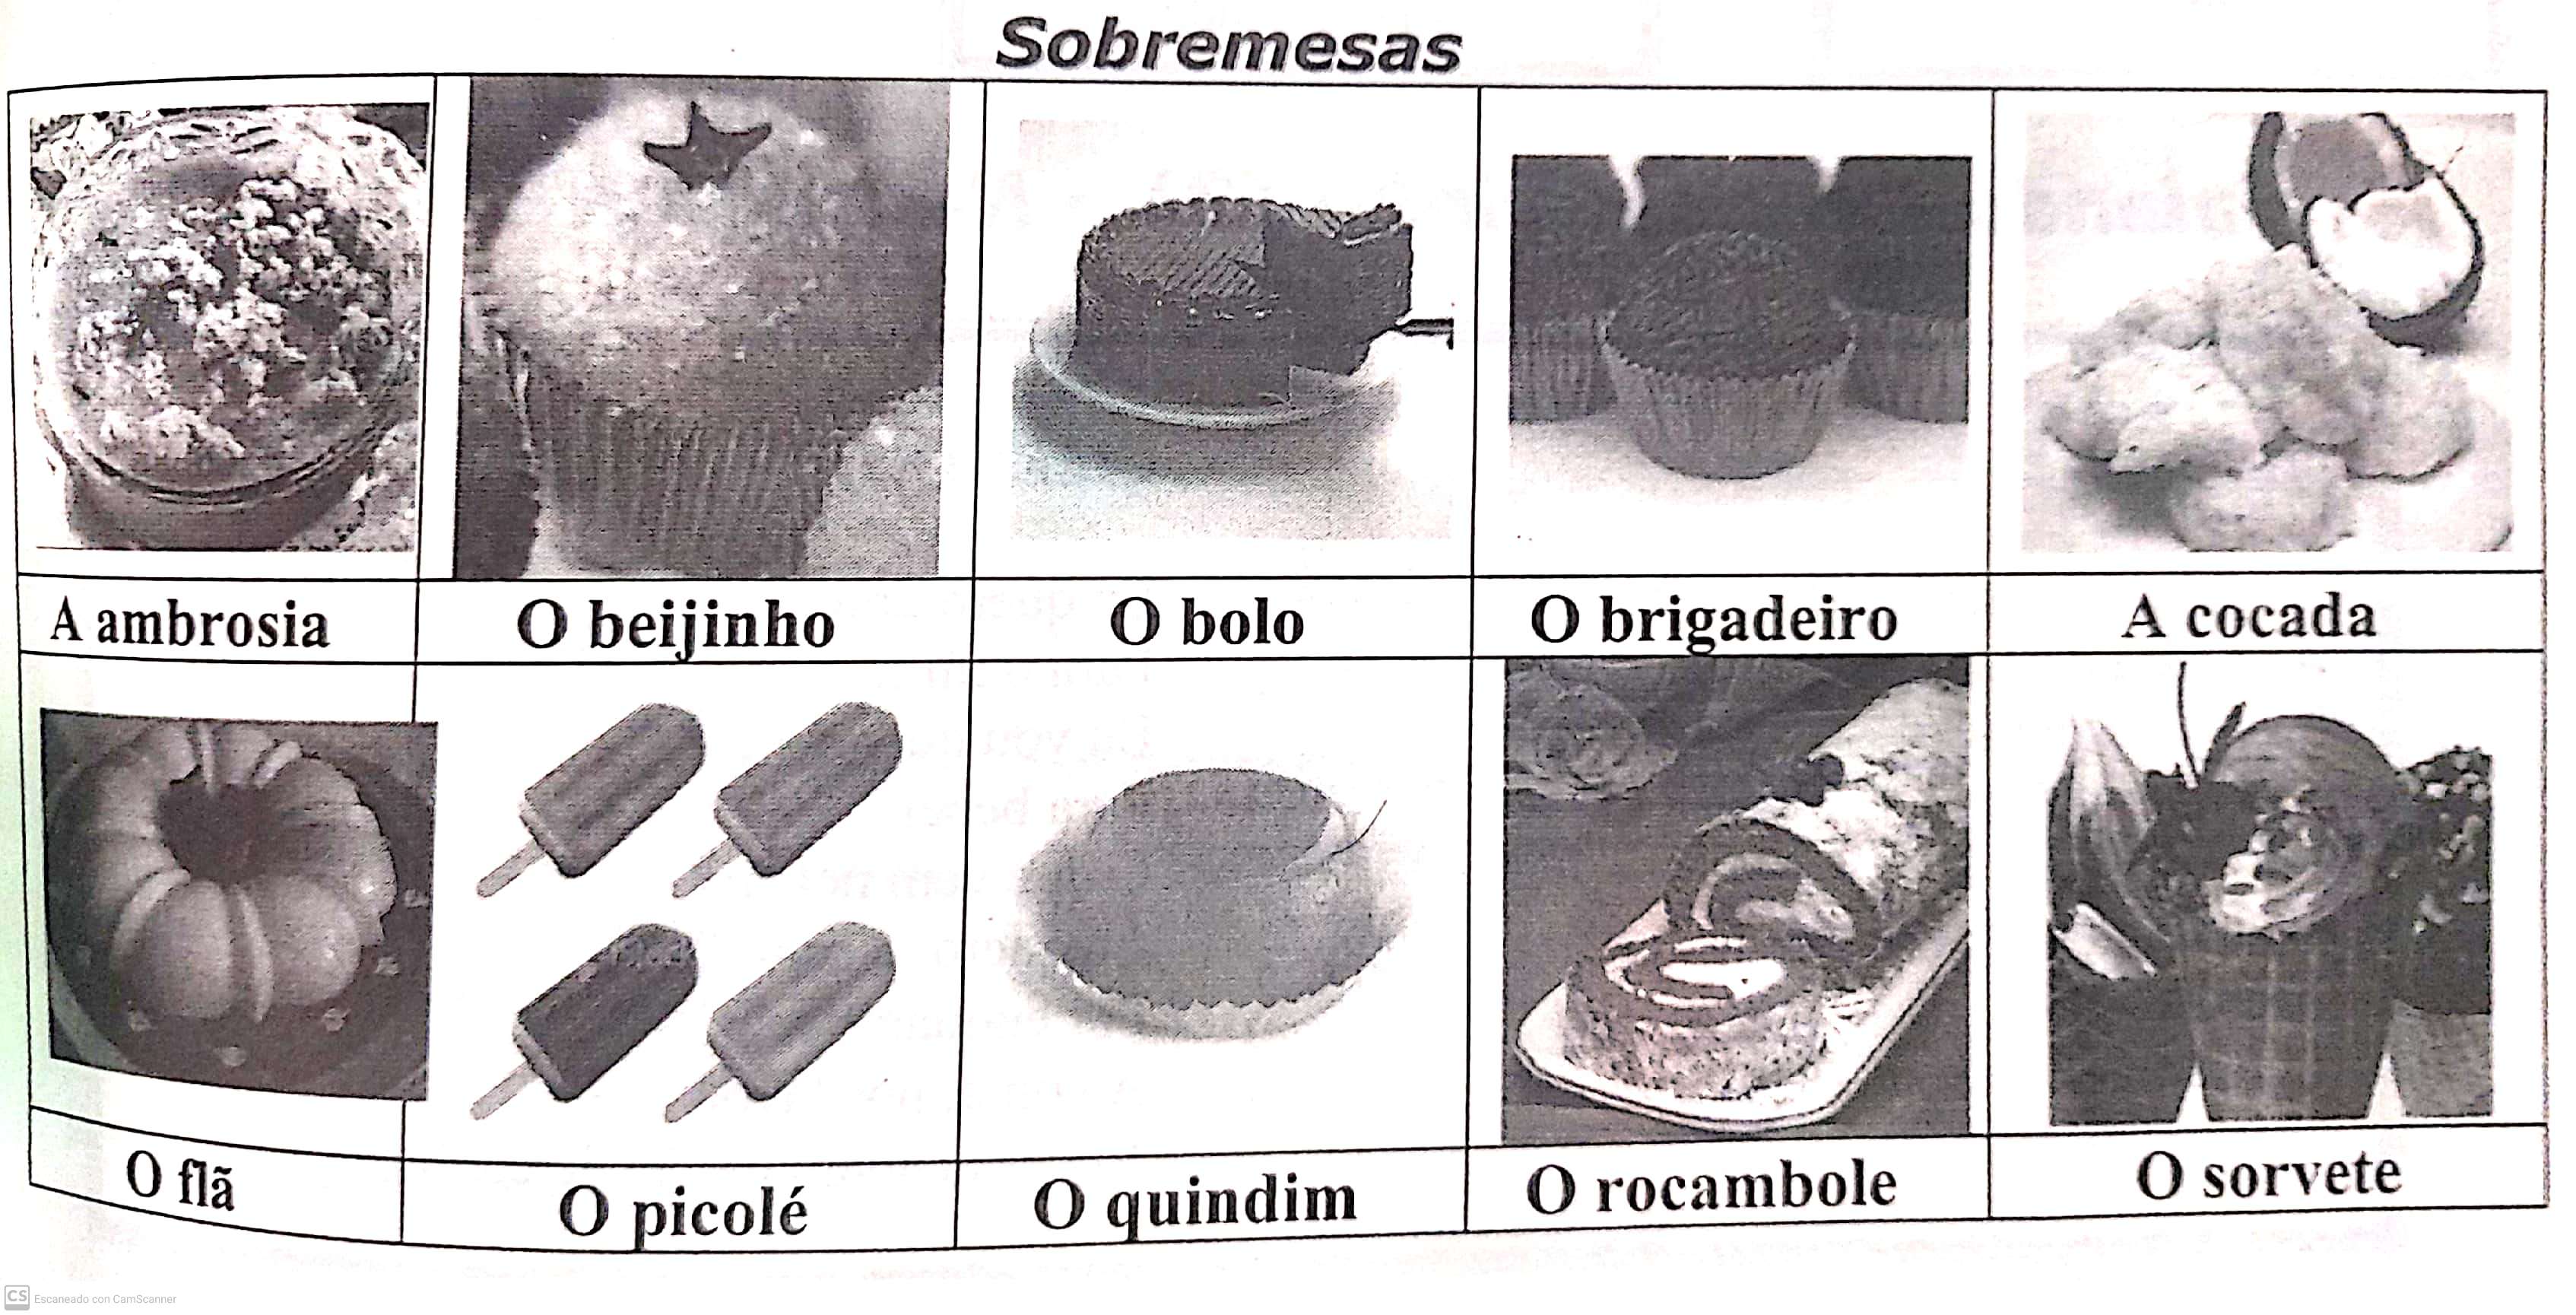 Sobremesas
A ambrosia
O beijinho
O bolo
O brigadeiro
A cocada
O flã
O picolé
O quindim
O rocambole
O sorvete
CS Escaneado con CamScanner